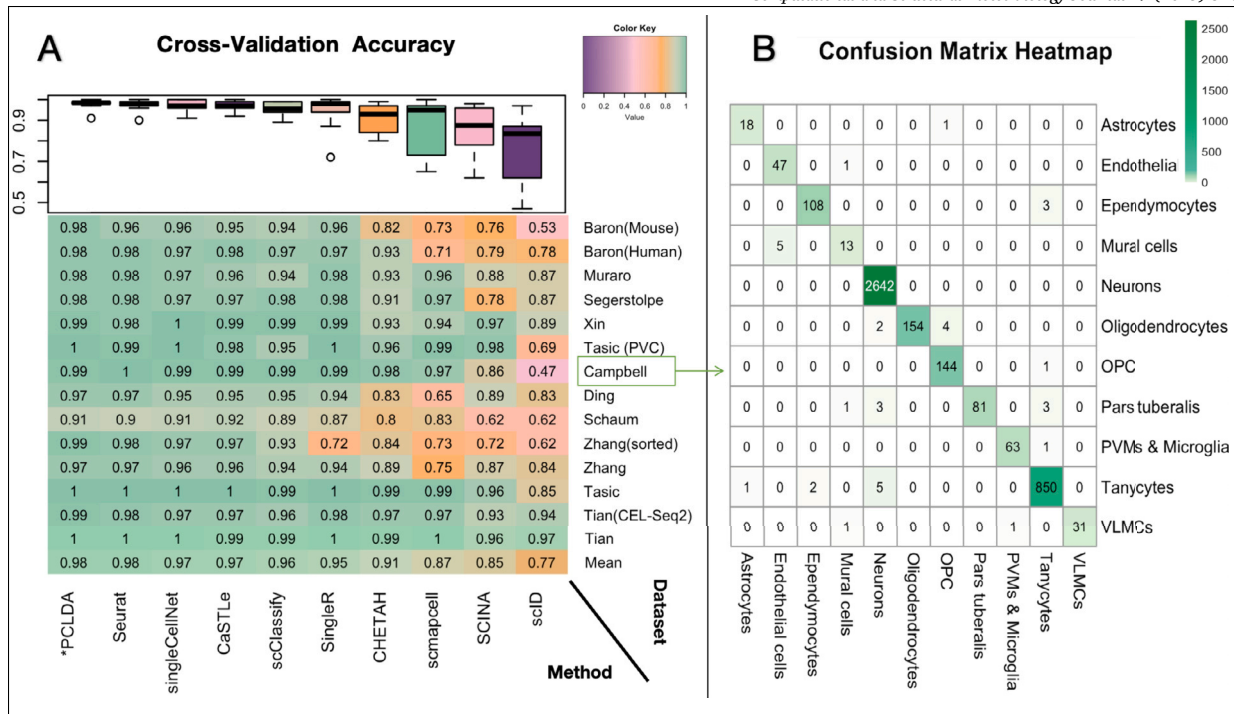 A
Cross-Validation Accuracy
Color Key
0 0.2 0.4 0.6 0.8 1
Value
0.9
0.7
0.5
0.98 0.96 0.96 0.95 0.94 0.96 0.82 0.73 0.76 0.53 Baron(Mouse)
0.98 0.98 0.97 0.98 0.97 0.97 0.93 0.71 0.79 0.78 Baron(Human)
0.98 0.98 0.97 0.96 0.94 0.98 0.93 0.96 0.88 0.87 Muraro
0.98 0.98 0.97 0.97 0.98 0.98 0.91 0.97 0.78 0.87 Segerstolpe
0.99 0.98 1 0.99 0.99 0.99 0.93 0.94 0.97 0.89 Xin
1 0.99 1 0.98 0.95 1 0.96 0.99 0.98 0.69 Tasic (PVC)
0.99 1 0.99 0.99 0.99 0.99 0.98 0.97 0.86 0.47 Campbell
0.97 0.97 0.95 0.95 0.95 0.94 0.83 0.65 0.89 0.83 Ding
0.91 0.9 0.91 0.92 0.89 0.87 0.8 0.83 0.62 0.62 Schaum
0.99 0.98 0.97 0.97 0.93 0.72 0.84 0.73 0.72 0.62 Zhang(sorted)
0.97 0.97 0.96 0.96 0.94 0.94 0.89 0.75 0.87 0.84 Zhang
1 1 1 1 0.99 1 0.99 0.99 0.96 0.85 Tasic
0.99 0.98 0.97 0.97 0.96 0.98 0.97 0.97 0.93 0.94 Tian(CEL-Seq2)
1 1 1 0.99 0.99 1 0.99 1 0.96 0.97 Tian
0.98 0.98 0.97 0.97 0.96 0.95 0.91 0.87 0.85 0.77 Mean
*PCLDA
Seurat
singleCellNet
CaSTLe
scClassify
SingleR
CHETAH
scmapcell
SCINA
scID
Dataset
Method
B
Confusion Matrix Heatmap
2500
2000
1500
1000
500
0
18 0 0 0 0 0 1 0 0 0 0 Astrocytes
0 47 0 1 0 0 0 0 0 0 0 Endothelia
0 0 108 0 0 0 0 0 0 3 0 Ependymocytes
0 5 0 13 0 0 0 0 0 0 0 Mural cells
0 0 0 0 2642 0 0 0 0 0 0 Neurons
0 0 0 0 2 154 4 0 0 0 0 Oligodendrocytes
0 0 0 0 0 0 144 0 0 1 0 OPC
0 0 0 1 3 0 0 81 0 3 0 Pars tuberalis
0 0 0 0 0 0 0 0 63 1 0 PVMs & Microglia
1 0 2 0 5 0 0 0 0 850 0 Tanycytes
0 0 0 1 0 0 0 0 1 0 31 VLMCs
Astrocytes
Endothelial cells
Ependymocytes
Mural cells
Neurons
Oligodendrocytes
OPC
Pars tuberalis
PVMs & Microglia
Tanycytes
VLMCs